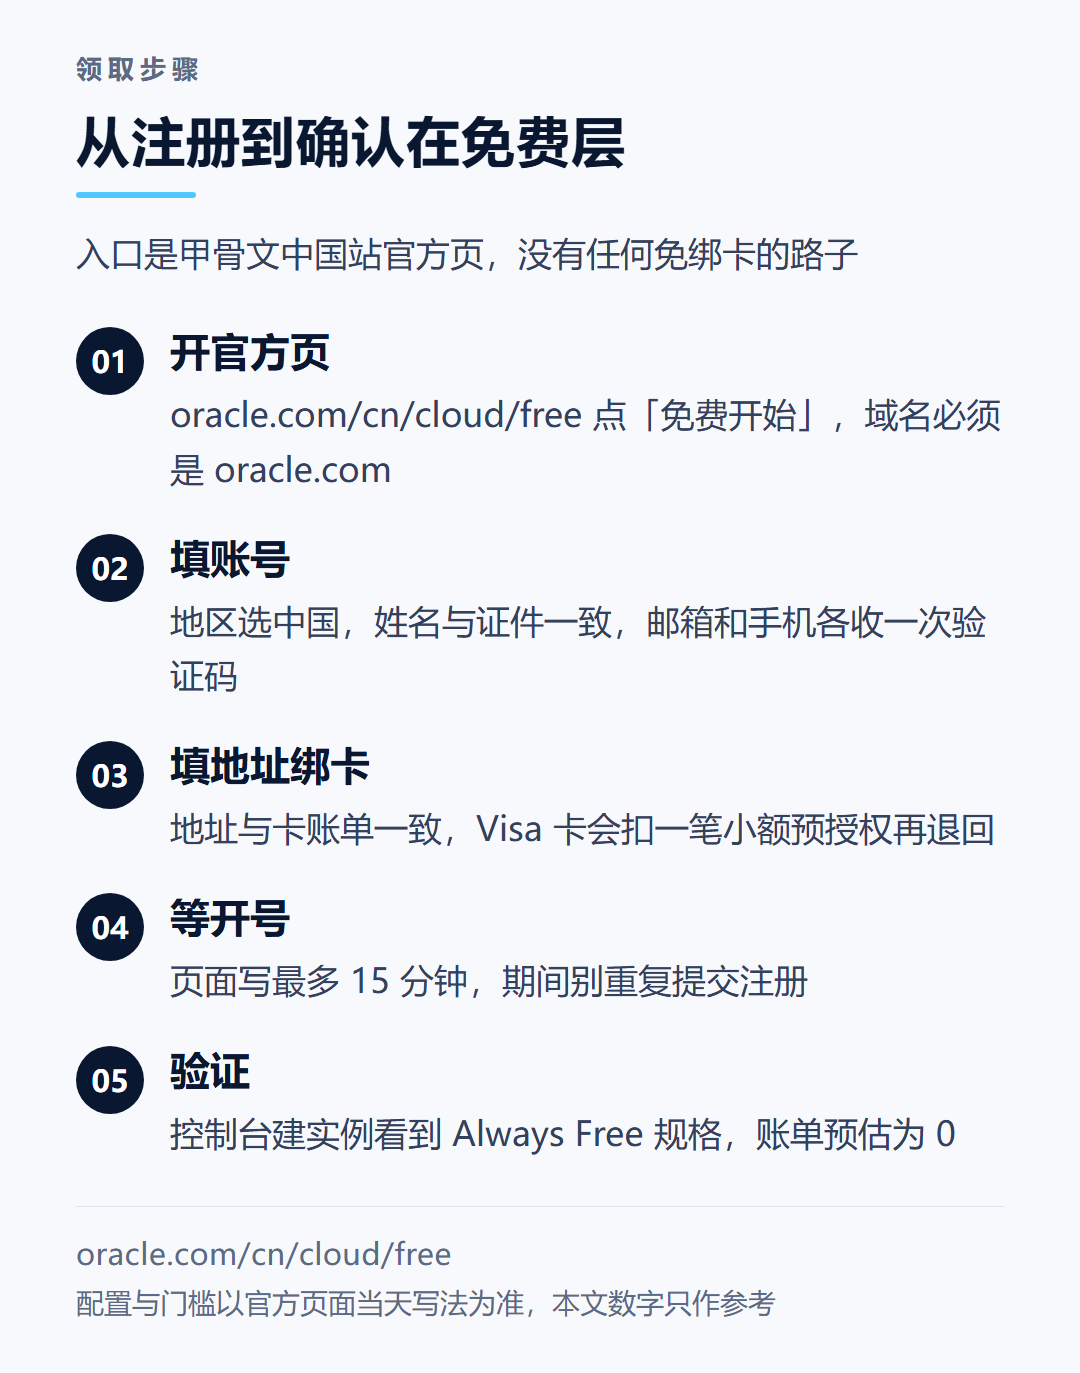 领取步骤
从注册到确认在免费层
入口是甲骨文中国站官方页，没有任何免绑卡的路子
01
开官方页
oracle.com/cn/cloud/free 点「免费开始」，域名必须
是 oracle.com
02
填账号
地区选中国，姓名与证件一致，邮箱和手机各收一次验
证码
03
填地址绑卡
地址与卡账单一致，Visa 卡会扣一笔小额预授权再退回
04
等开号
页面写最多 15 分钟，期间别重复提交注册
05
验证
控制台建实例看到 Always Free 规格，账单预估为 0
oracle.com/cn/cloud/free
配置与门槛以官方页面当天写法为准，本文数字只作参考